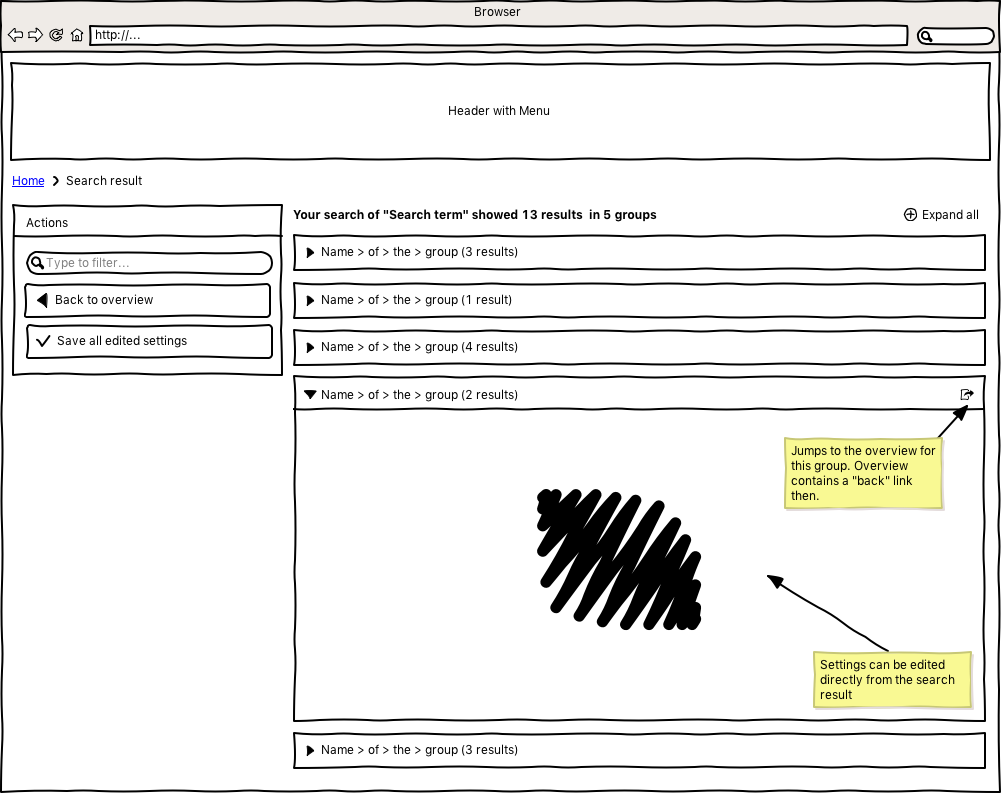 Browser
http://...
Header with Menu
Home
Search result
Actions
Type to filter...
Back to overview
Save all edited settings
Your search of "Search term" showed 13 results in 5 groups
Expand all
Name > of > the > group (3 results)
Name > of > the > group (1 result)
Name > of > the > group (4 results)
Name > of > the > group (2 results)
Jumps to the overview for
this group. Overview
contains a "back" link
then.
Settings can be edited
directly from the search
result
Name > of > the > group (3 results)